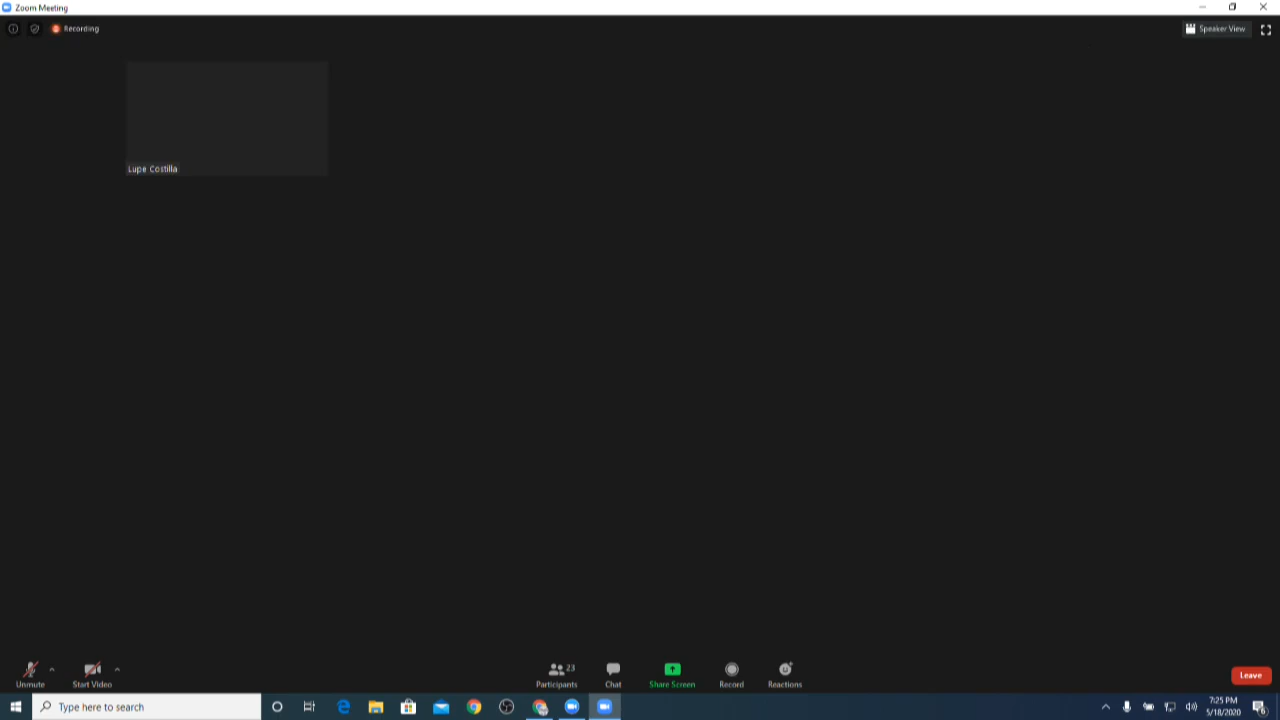 Zoom Meeting
Recording
Speaker View
Lupe Costilla
Unmute
Start Video
23
Participants
Chat
Share Screen
Record
Reactions
Leave
Type here to search
7:25 PM
5/18/2020
6